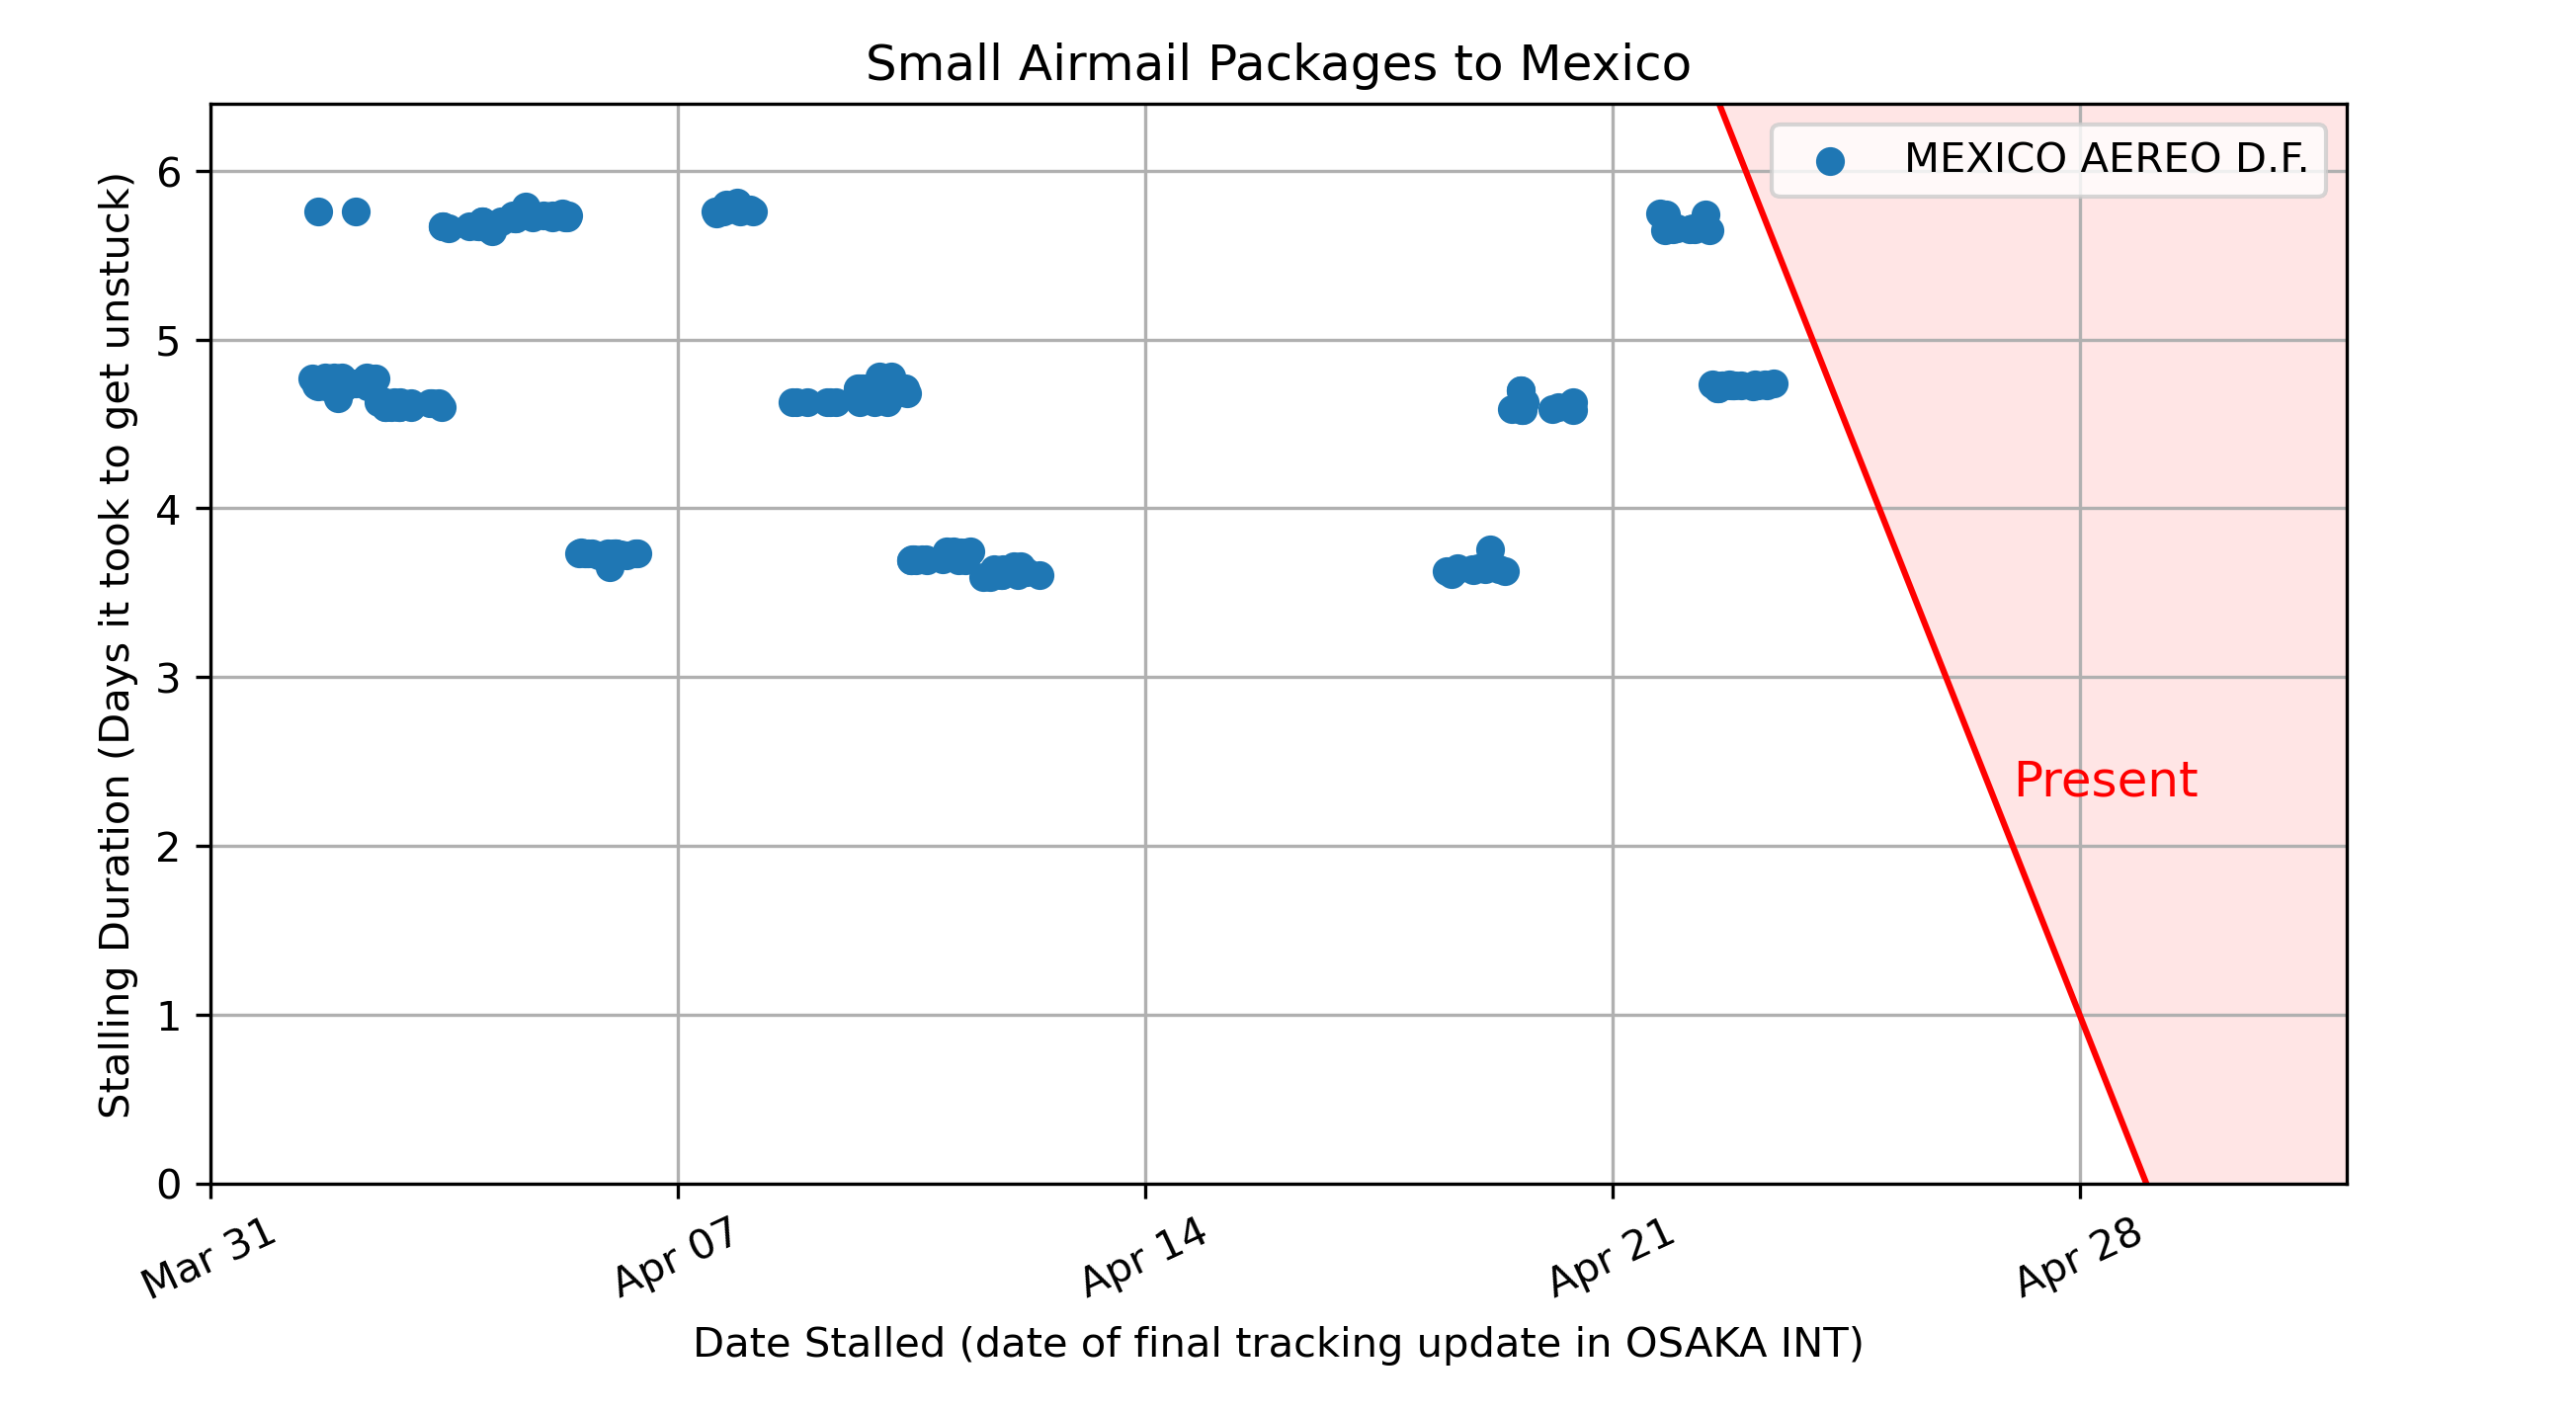 Small Airmail Packages to Mexico
MEXICO AEREO D.F.
Stalling Duration (Days it took to get unstuck)
6
5
4
3
2
1
0
Present
Mar 31
Apr 07
Apr 14
Apr 21
Apr 28
Date Stalled (date of final tracking update in OSAKA INT)